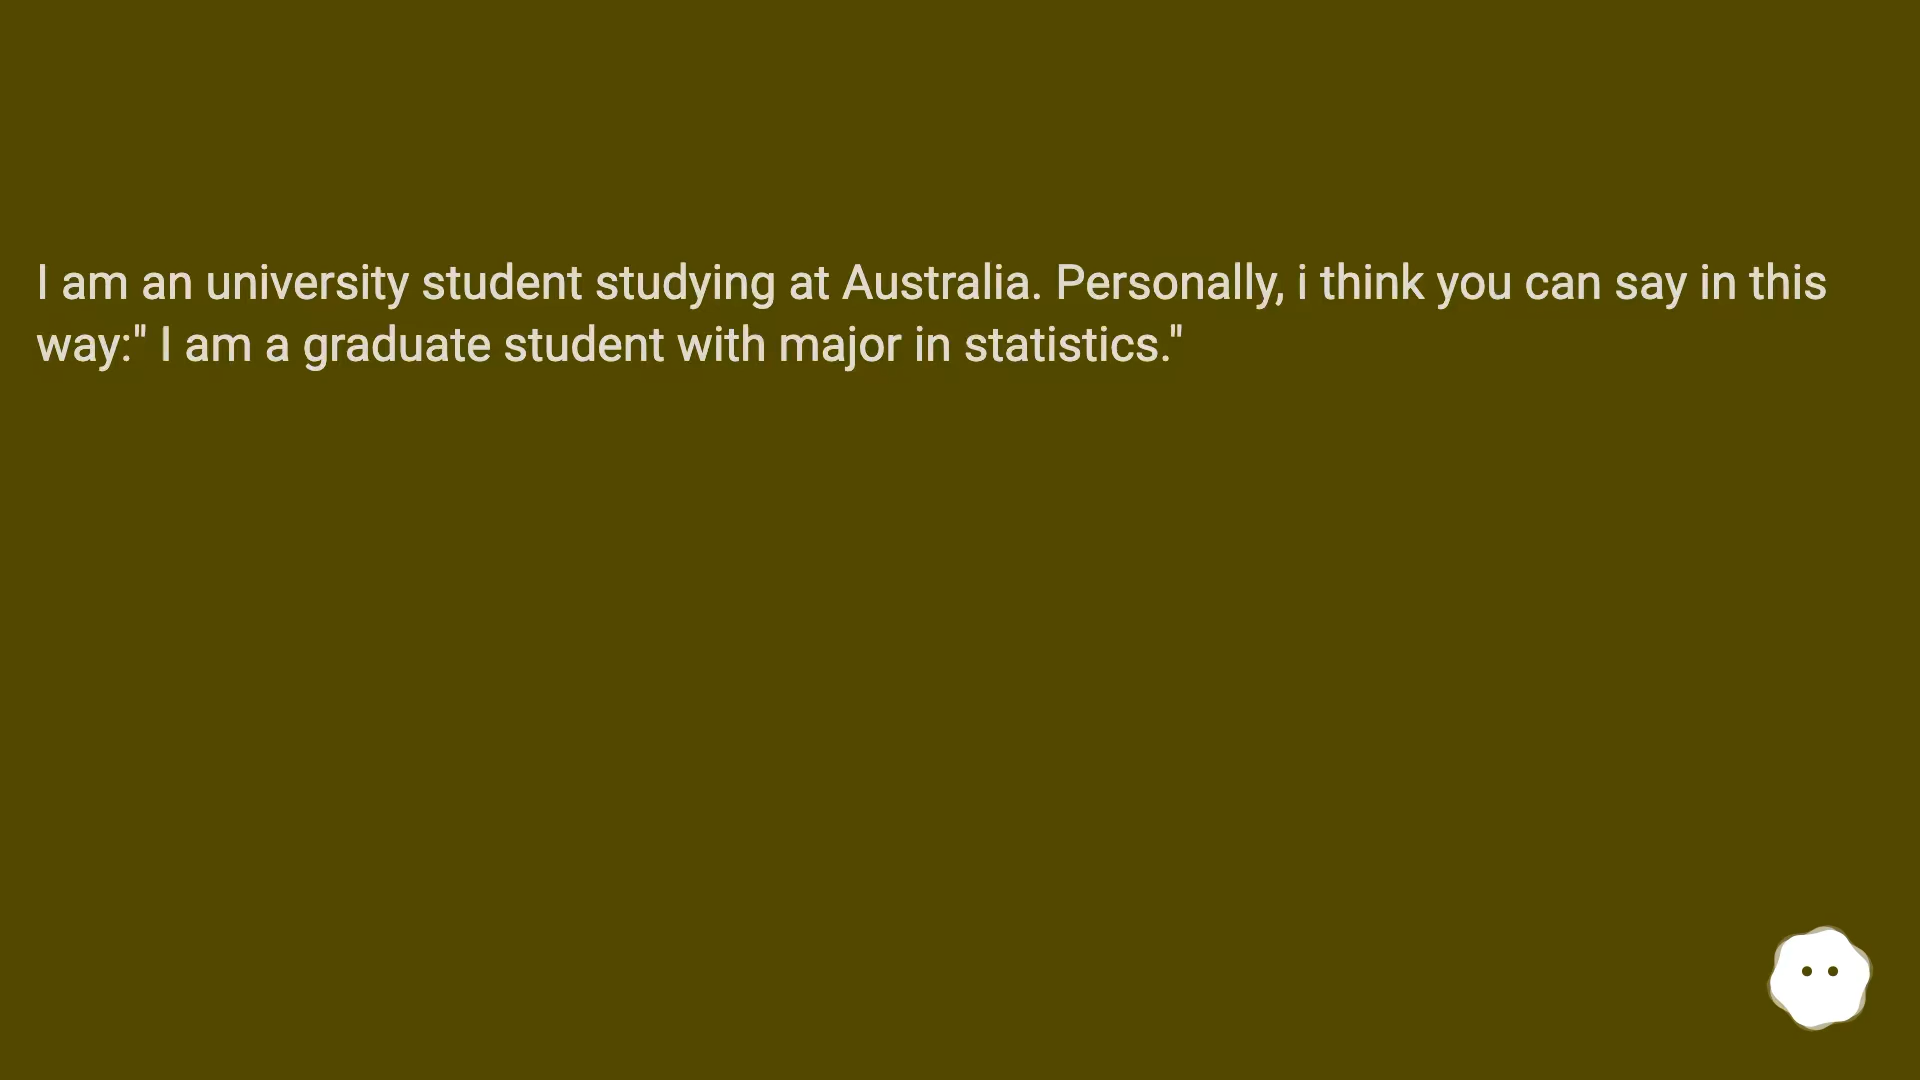 I am an university student studying at Australia. Personally, i think you can say in this
way:" I am a graduate student with major in statistics."